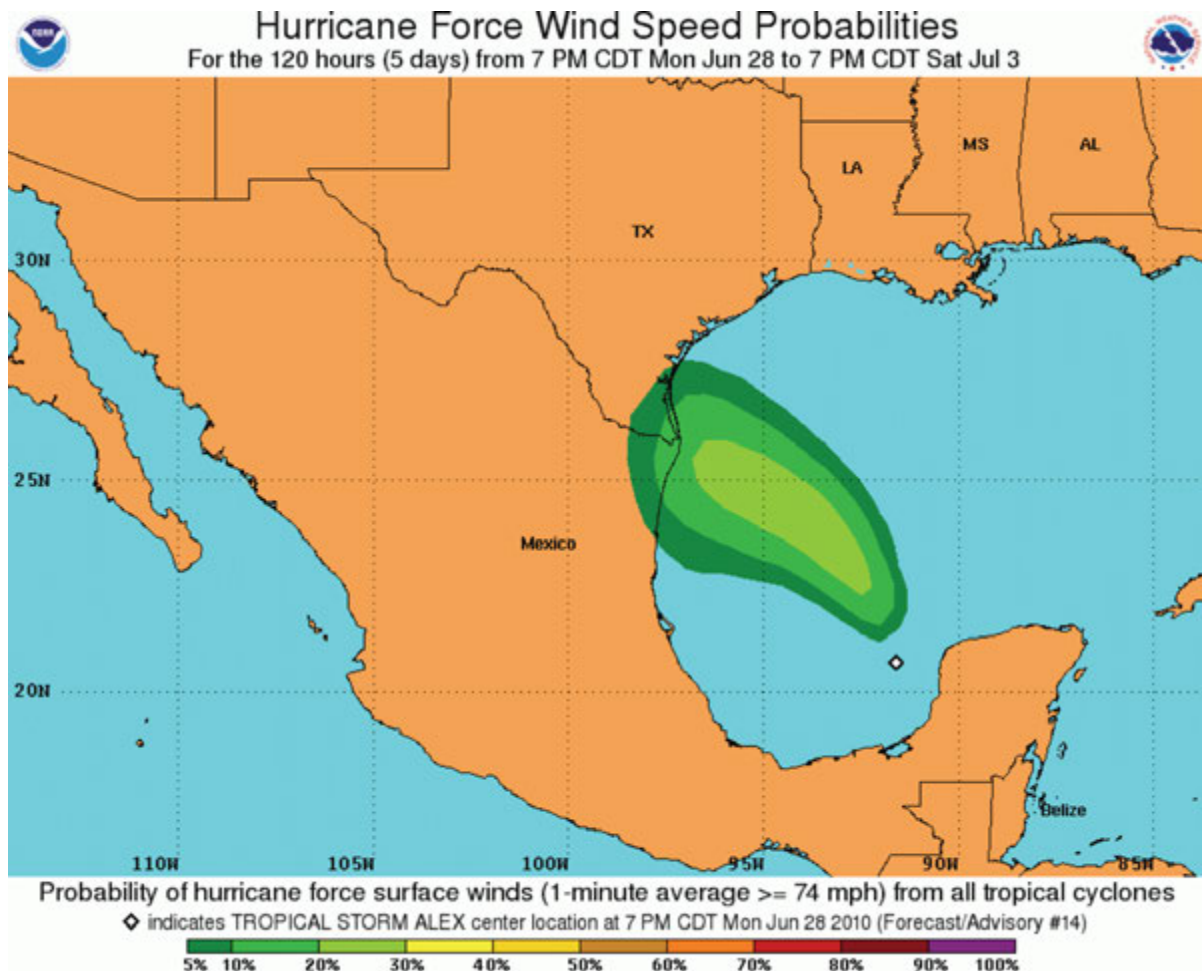 Hurricane Force Wind Speed Probabilities
For the 120 hours (5 days) from 7 PM CDT Mon Jun 28 to 7 PM CDT Sat Jul 3
NOAA
MS
AL
LA
TX
30N
25N
Mexico
20N
Belize
110W 105W 100W 95W 90W 85W
Probability of hurricane force surface winds (1-minute average >= 74 mph) from all tropical cyclones
◇ indicates TROPICAL STORM ALEX center location at 7 PM CDT Mon Jun 28 2010 (Forecast/Advisory #14)
5% 10% 20% 30% 40% 50% 60% 70% 80% 90% 100%